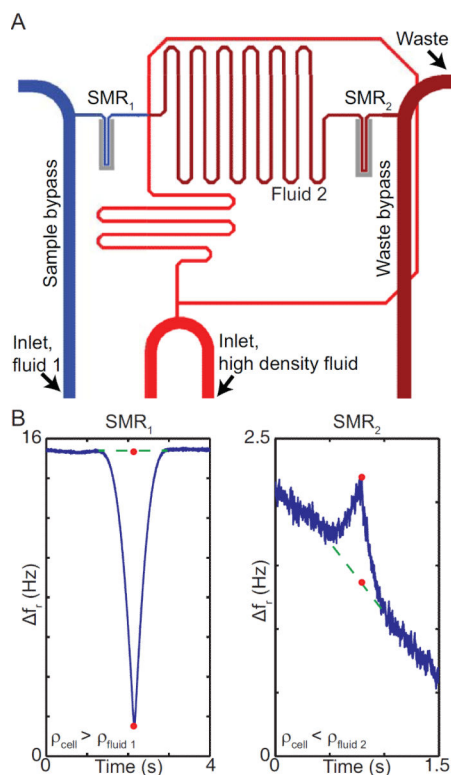 A
Waste
SMR1
SMR2
Fluid 2
Sample bypass
Waste bypass
Inlet,
fluid 1
Inlet,
high density fluid
B
SMR1
SMR2
16
2.5
Δfr (Hz)
Δfr (Hz)
ρcell > ρfluid 1
ρcell < ρfluid 2
0
0
0
4
0
1.5
Time (s)
Time (s)